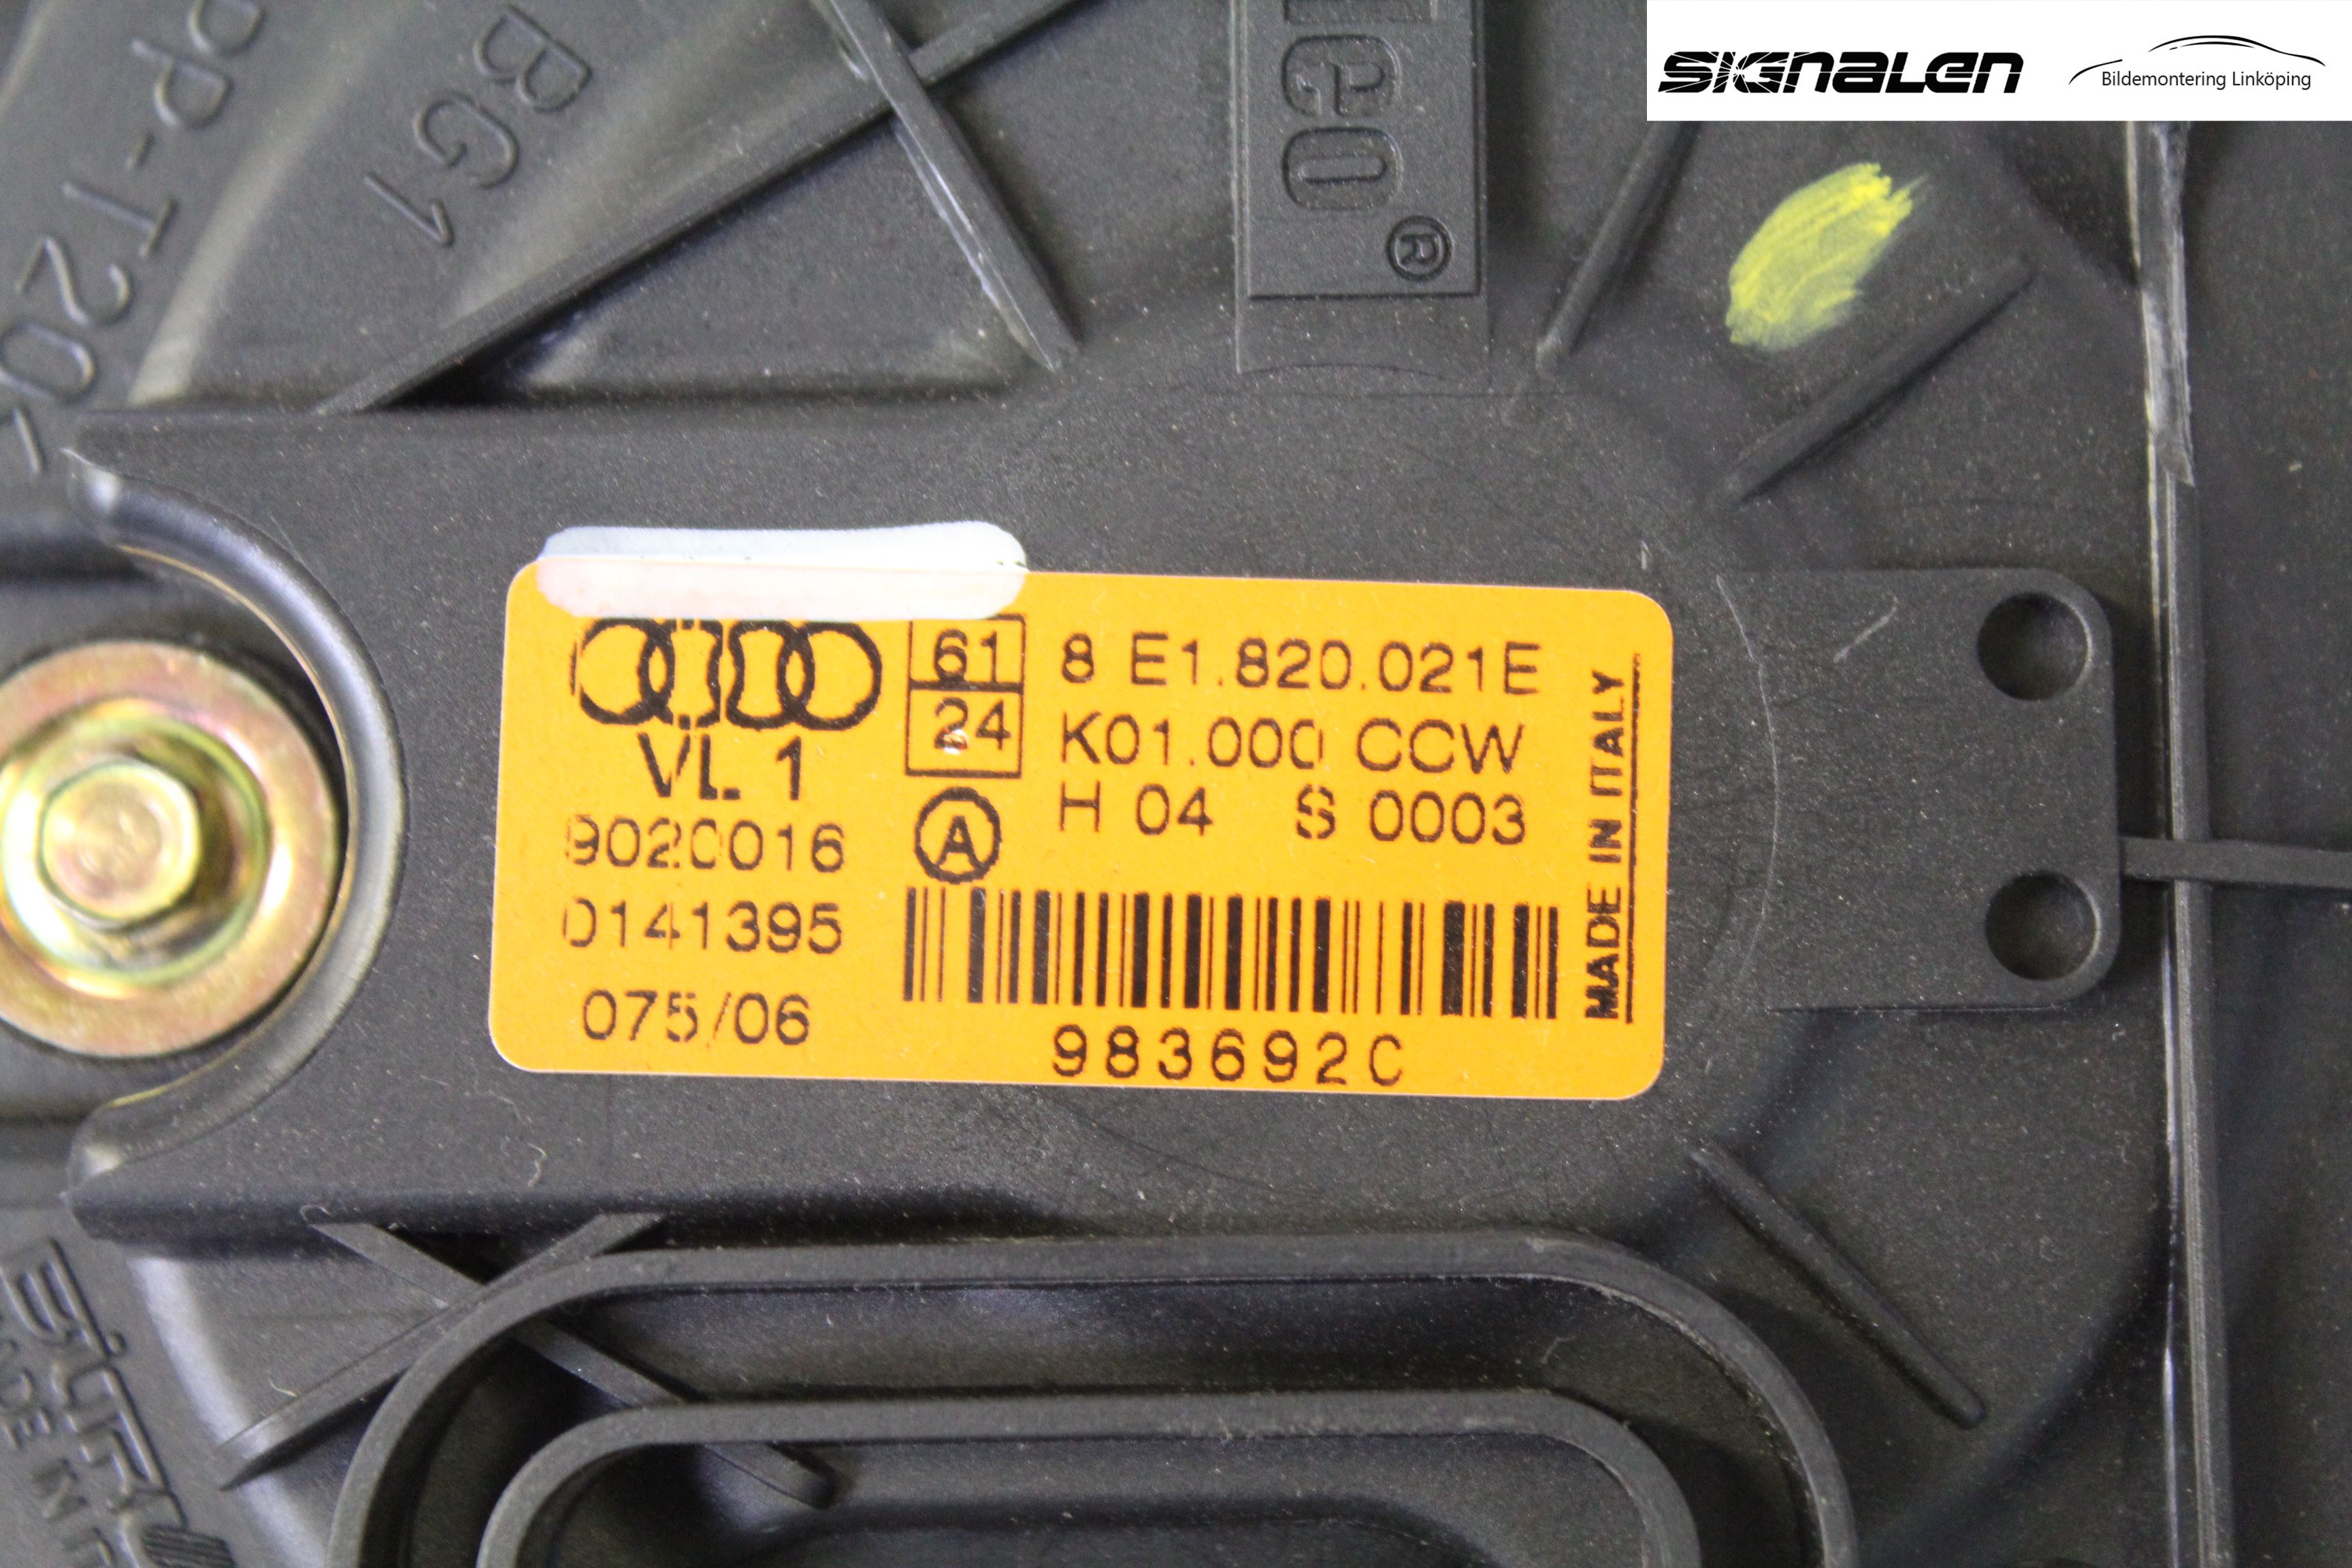 SIGNALEN
Bildemontering Linköping
BG1
PP-T20
®
61
24
8 E1.820.021E
K01.000 CCW
H 04 S 0003
VL 1
9020016
0141395
075/06
A
983692C
MADE IN ITALY